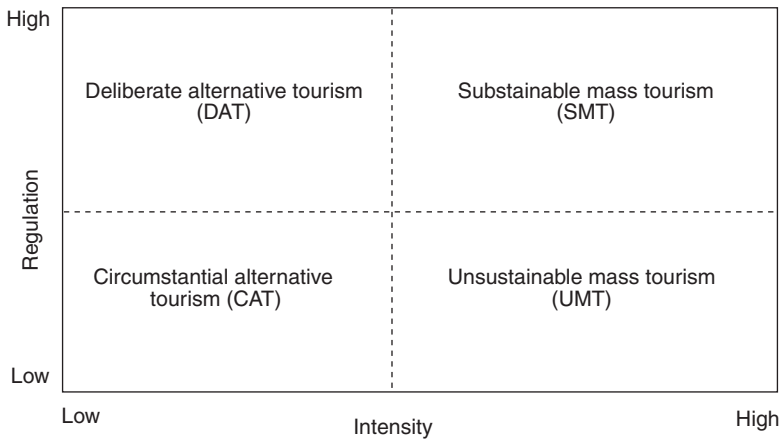 High
Deliberate alternative tourism
(DAT)
Substainable mass tourism
(SMT)
Regulation
Circumstantial alternative
tourism (CAT)
Unsustainable mass tourism
(UMT)
Low
Low
Intensity
High